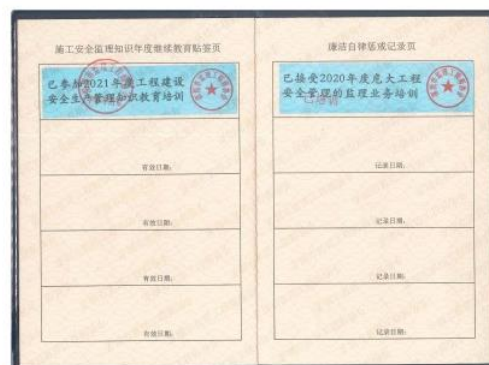 施工安全监理知识年度继续教育贴签页
已参加2021年度工程建设
安全生产管理知识教育培训
有效日期:
有效日期:
有效日期:
有效日期:
廉洁自律惩戒记录页
已接受2020年度危大工程
安全管理的监理业务培训
记录日期:
记录日期:
记录日期:
记录日期: